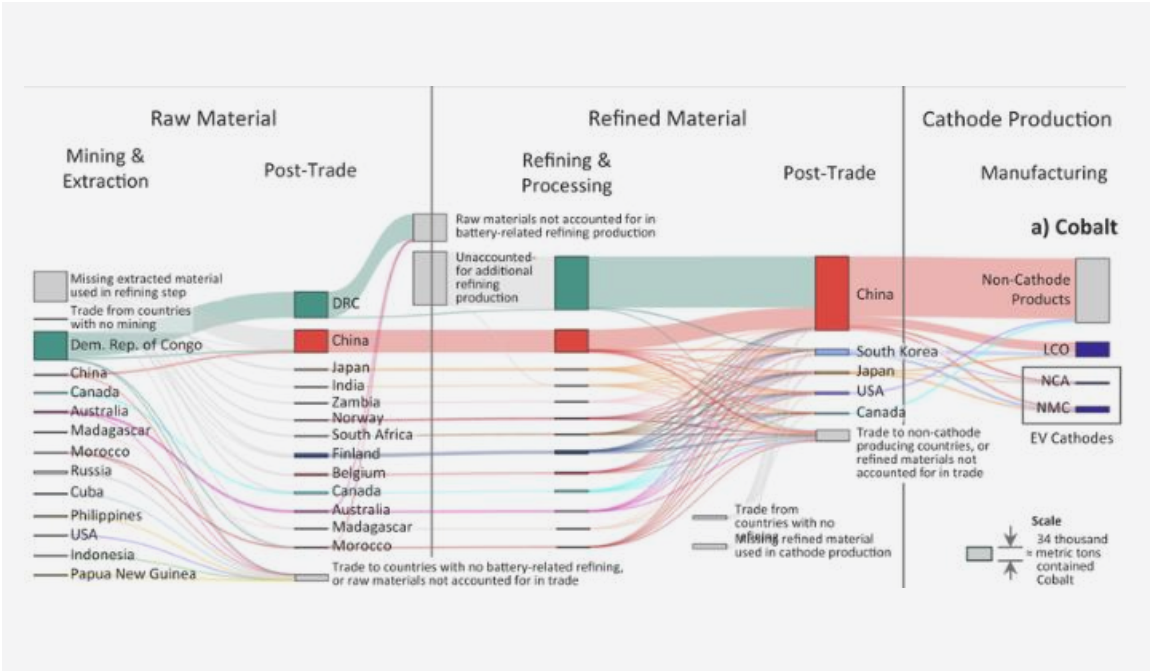 Raw Material
Refined Material
Cathode Production
Mining &
Extraction
Post-Trade
Refining &
Processing
Post-Trade
Manufacturing
a) Cobalt
Missing extracted material
used in refining step
Trade from countries
with no mining
Dem. Rep. of Congo
China
Canada
Australia
Madagascar
Morocco
Russia
Cuba
Philippines
USA
Indonesia
Papua New Guinea
DRC
China
Japan
India
Zambia
Norway
South Africa
Finland
Belgium
Canada
Australia
Madagascar
Morocco
Trade to countries with no battery-related refining,
or raw materials not accounted for in trade
Raw materials not accounted for in
battery-related refining production
Unaccounted-
for additional
refining
production
China
South Korea
Japan
USA
Canada
Trade to non-cathode
producing countries, or
refined materials not
accounted for in trade
Trade from
countries with no
refining
Missing refined material
used in cathode production
Non-Cathode
Products
LCO
NCA
NMC
EV Cathodes
Scale
34 thousand
≈ metric tons
contained
Cobalt